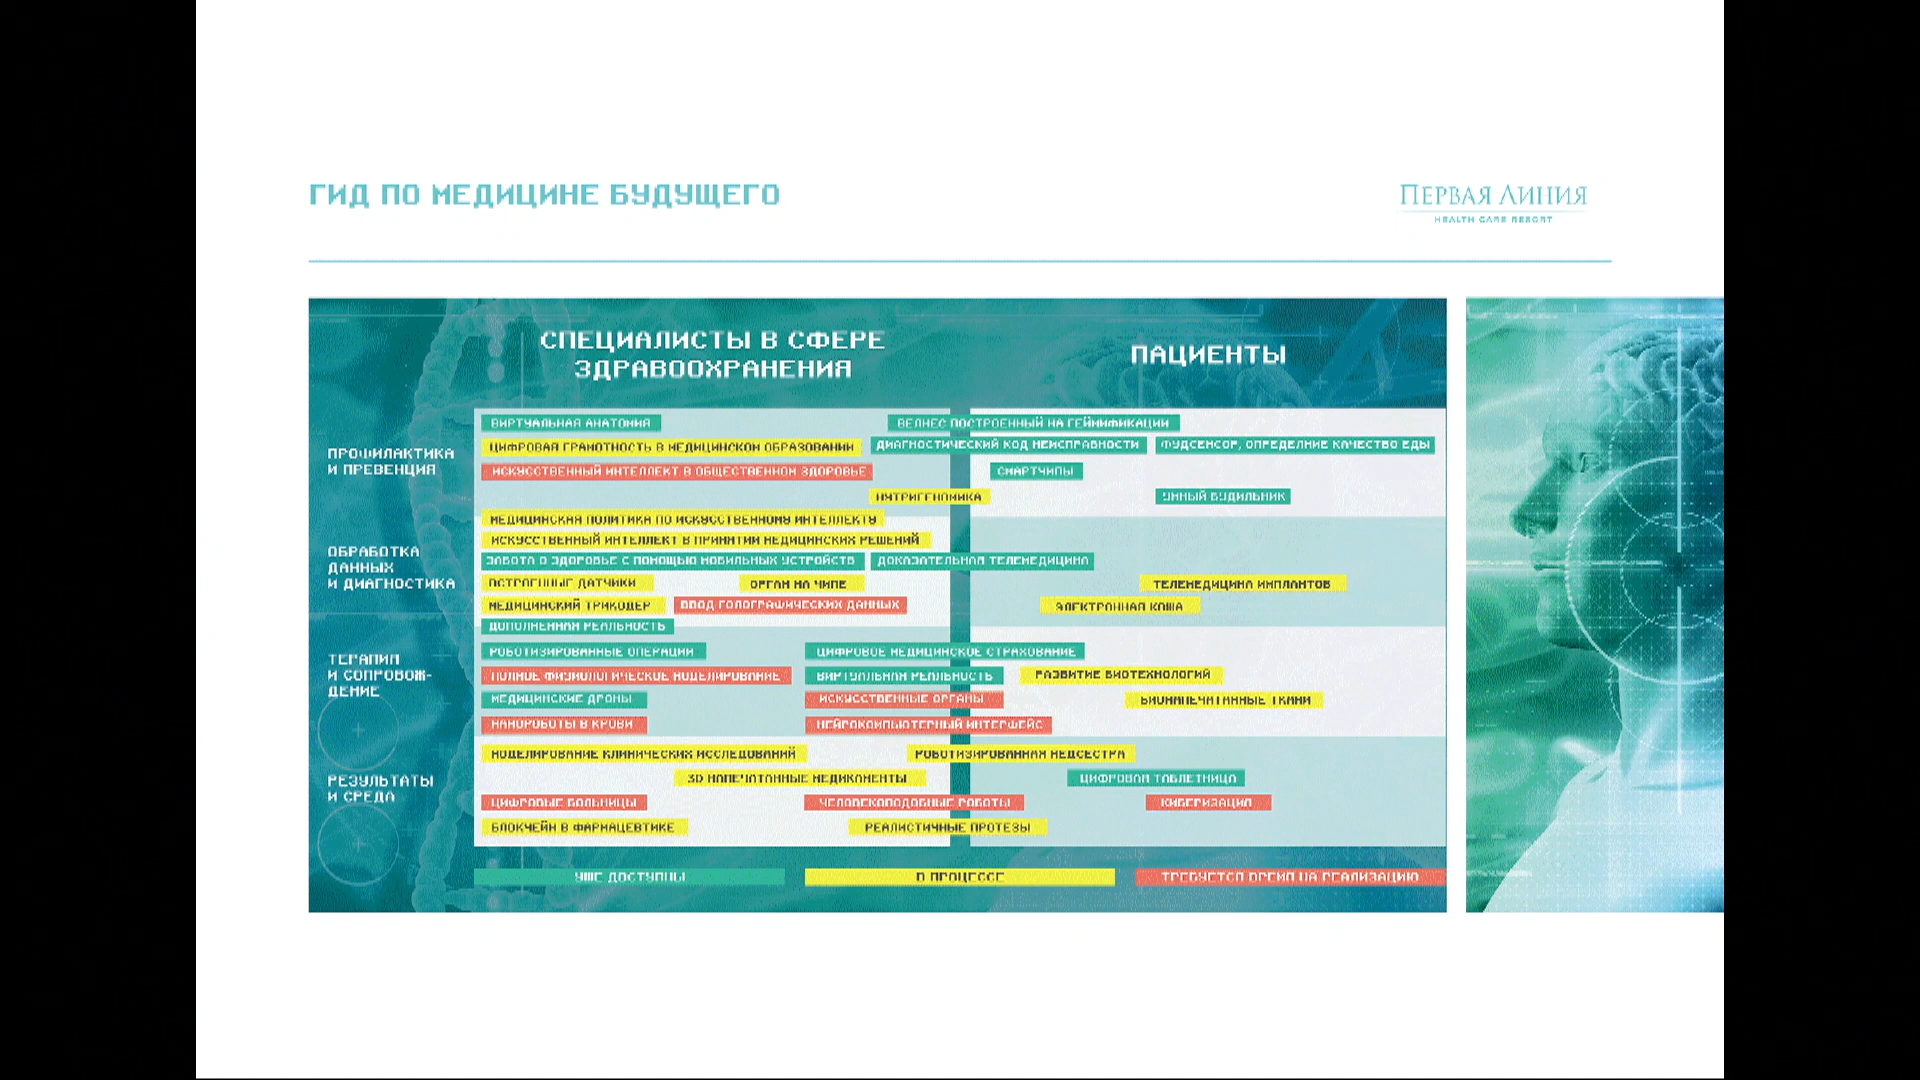 ГИД ПО МЕДИЦИНЕ БУДУЩЕГО
ПЕРВАЯ ЛИНИЯ
HEALTH CARE RESORT
СПЕЦИАЛИСТЫ В СФЕРЕ
ЗДРАВООХРАНЕНИЯ
ПАЦИЕНТЫ
ПРОФИЛАКТИКА
И ПРЕВЕНЦИЯ
ВИРТУАЛЬНАЯ АНАТОМИЯ
ВЕЛНЕС ПОСТРОЕННЫЙ НА ГЕЙМИФИКАЦИИ
ЦИФРОВАЯ ГРАМОТНОСТЬ В МЕДИЦИНСКОМ ОБРАЗОВАНИИ
ДИАГНОСТИЧЕСКИЙ КОД НЕИСПРАВНОСТИ
ФУДСЕНСОР, ОПРЕДЕЛНИЕ КАЧЕСТВО ЕДЫ
ИСКУССТВЕННЫЙ ИНТЕЛЛЕКТ В ОБЩЕСТВЕННОМ ЗДОРОВЬЕ
СМАРТЧИПЫ
НУТРИГЕНОМИКА
УМНЫЙ БУДИЛЬНИК
ОБРАБОТКА
ДАННЫХ
И ДИАГНОСТИКА
МЕДИЦИНСКАЯ ПОЛИТИКА ПО ИСКУССТВЕННОМУ ИНТЕЛЛЕКТУ
ИСКУССТВЕННЫЙ ИНТЕЛЛЕКТ В ПРИНЯТИИ МЕДИЦИНСКИХ РЕШЕНИЙ
ЗАБОТА О ЗДОРОВЬЕ С ПОМОЩЬЮ МОБИЛЬНЫХ УСТРОЙСТВ
ДОКАЗАТЕЛЬНАЯ ТЕЛЕМЕДИЦИНА
ВСТРОЕННЫЕ ДАТЧИКИ
ОРГАН НА ЧИПЕ
ТЕЛЕМЕДИЦИНА ИМПЛАНТОВ
МЕДИЦИНСКИЙ ТРИКОДЕР
ВВОД ГОЛОГРАФИЧЕСКИХ ДАННЫХ
ЭЛЕКТРОННАЯ КОЖА
ДОПОЛНЕННАЯ РЕАЛЬНОСТЬ
ТЕРАПИЯ
И СОПРОВОЖ-
ДЕНИЕ
РОБОТИЗИРОВАННЫЕ ОПЕРАЦИИ
ЦИФРОВОЕ МЕДИЦИНСКОЕ СТРАХОВАНИЕ
ПОЛНОЕ ФИЗИОЛОГИЧЕСКОЕ МОДЕЛИРОВАНИЕ
ВИРТУАЛЬНАЯ РЕАЛЬНОСТЬ
РАЗВИТИЕ БИОТЕХНОЛОГИЙ
МЕДИЦИНСКИЕ ДРОНЫ
ИСКУССТВЕННЫЕ ОРГАНЫ
БИОНАПЕЧАТАННЫЕ ТКАНИ
НАНОРОБОТЫ В КРОВИ
НЕЙРОКОМПЬЮТЕРНЫЙ ИНТЕРФЕЙС
РЕЗУЛЬТАТЫ
И СРЕДА
МОДЕЛИРОВАНИЕ КЛИНИЧЕСКИХ ИССЛЕДОВАНИЙ
РОБОТИЗИРОВАННАЯ МЕДСЕСТРА
3D НАПЕЧАТАННЫЕ МЕДИКАМЕНТЫ
ЦИФРОВАЯ ТАБЛЕТНИЦА
ЦИФРОВЫЕ БОЛЬНИЦЫ
ЧЕЛОВЕКОПОДОБНЫЕ РОБОТЫ
КИБЕРИЗАЦИЯ
БЛОКЧЕЙН В ФАРМАЦЕВТИКЕ
РЕАЛИСТИЧНЫЕ ПРОТЕЗЫ
УЖЕ ДОСТУПНЫ
В ПРОЦЕССЕ
ТРЕБУЕТСЯ ВРЕМЯ НА РЕАЛИЗАЦИЮ